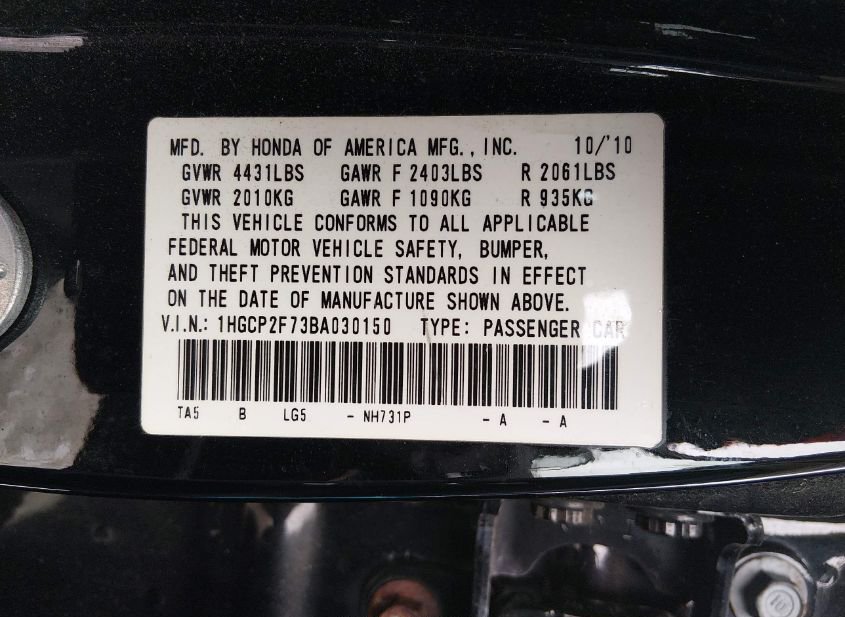 MFD. BY HONDA OF AMERICA MFG., INC. 10/'10
GVWR 4431LBS GAWR F 2403LBS R 2061LBS
GVWR 2010KG GAWR F 1090KG R 935KG
THIS VEHICLE CONFORMS TO ALL APPLICABLE
FEDERAL MOTOR VEHICLE SAFETY, BUMPER,
AND THEFT PREVENTION STANDARDS IN EFFECT
ON THE DATE OF MANUFACTURE SHOWN ABOVE.
V.I.N.: 1HGCP2F73BA030150 TYPE: PASSENGER CAR
TA5 B LG5 - NH731P - A - A